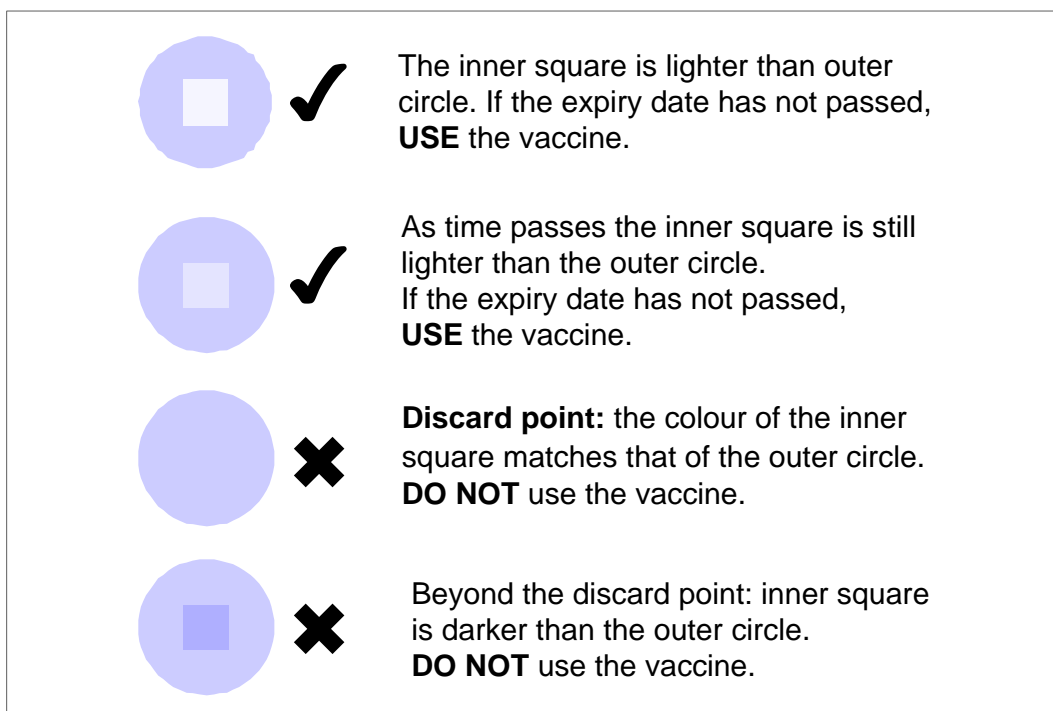 The inner square is lighter than outer
circle. If the expiry date has not passed,
USE the vaccine.
As time passes the inner square is still
lighter than the outer circle.
If the expiry date has not passed,
USE the vaccine.
Discard point: the colour of the inner
square matches that of the outer circle.
DO NOT use the vaccine.
Beyond the discard point: inner square
is darker than the outer circle.
DO NOT use the vaccine.